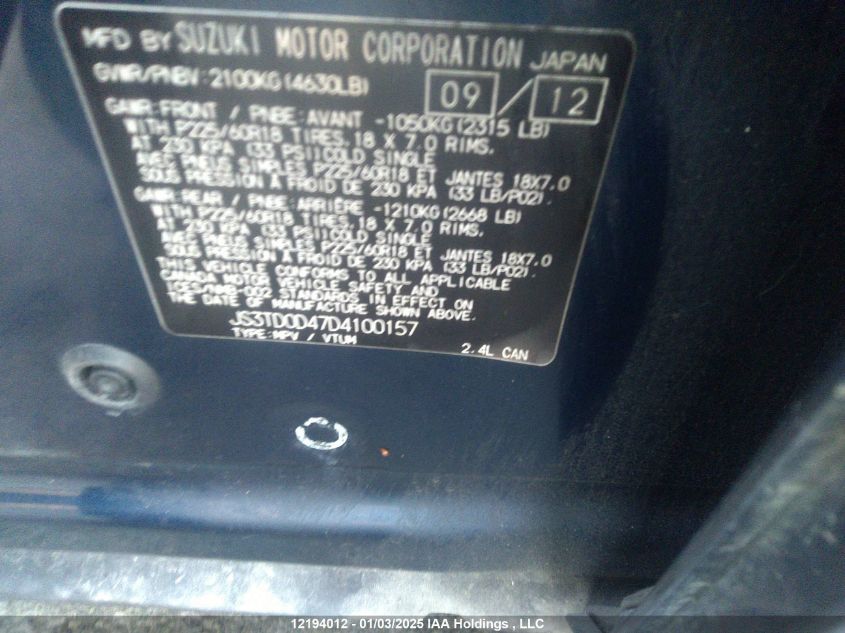 MFD BY SUZUKI MOTOR CORPORATION JAPAN
GVWR/PNBV:2100KG(4630LB) 09/12
GAWR:FRONT / PNBE:AVANT -1050KG(2315 LB)
WITH P225/60R18 TIRES,18 X 7.0 RIMS.
AT 230 KPA (33 PSI)COLD SINGLE
AVEC PNEUS SIMPLES P225/60R18 ET JANTES 18X7.0
SOUS PRESSION A FROID DE 230 KPA (33 LB/PO2).
GAWR:REAR / PNBE:ARRIÈRE -1210KG(2668 LB)
WITH P225/60R18 TIRES,18 X 7.0 RIMS.
AT 230 KPA (33 PSI)COLD SINGLE
AVEC PNEUS SIMPLES P225/60R18 ET JANTES 18X7.0
SOUS PRESSION A FROID DE 230 KPA (33 LB/PO2).
THIS VEHICLE CONFORMS TO ALL APPLICABLE
CANADA MOTOR VEHICLE SAFETY AND
ICES/NMB-002 STANDARDS IN EFFECT ON
THE DATE OF MANUFACTURE SHOWN ABOVE.
JS3TD0D47D4100157
TYPE:MPV / VTUM
2.4L CAN
12194012 - 01/03/2025 IAA Holdings , LLC